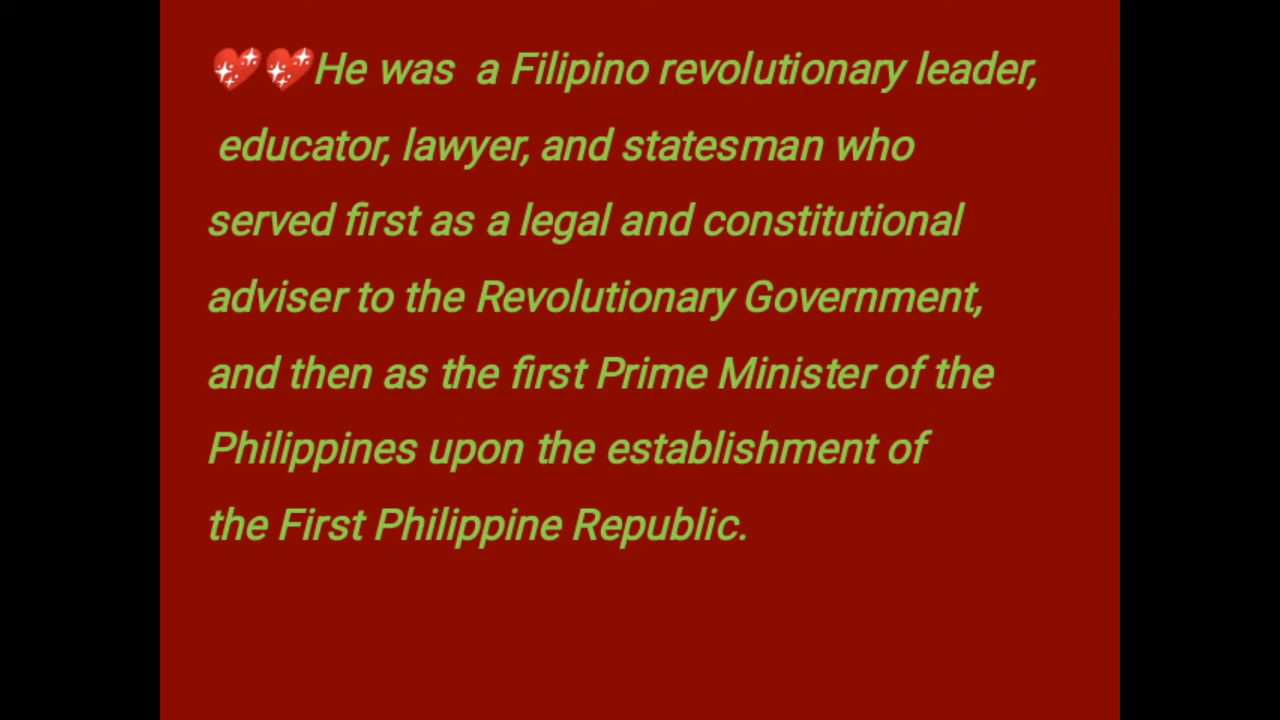 💖💖He was a Filipino revolutionary leader,
educator, lawyer, and statesman who
served first as a legal and constitutional
adviser to the Revolutionary Government,
and then as the first Prime Minister of the
Philippines upon the establishment of
the First Philippine Republic.